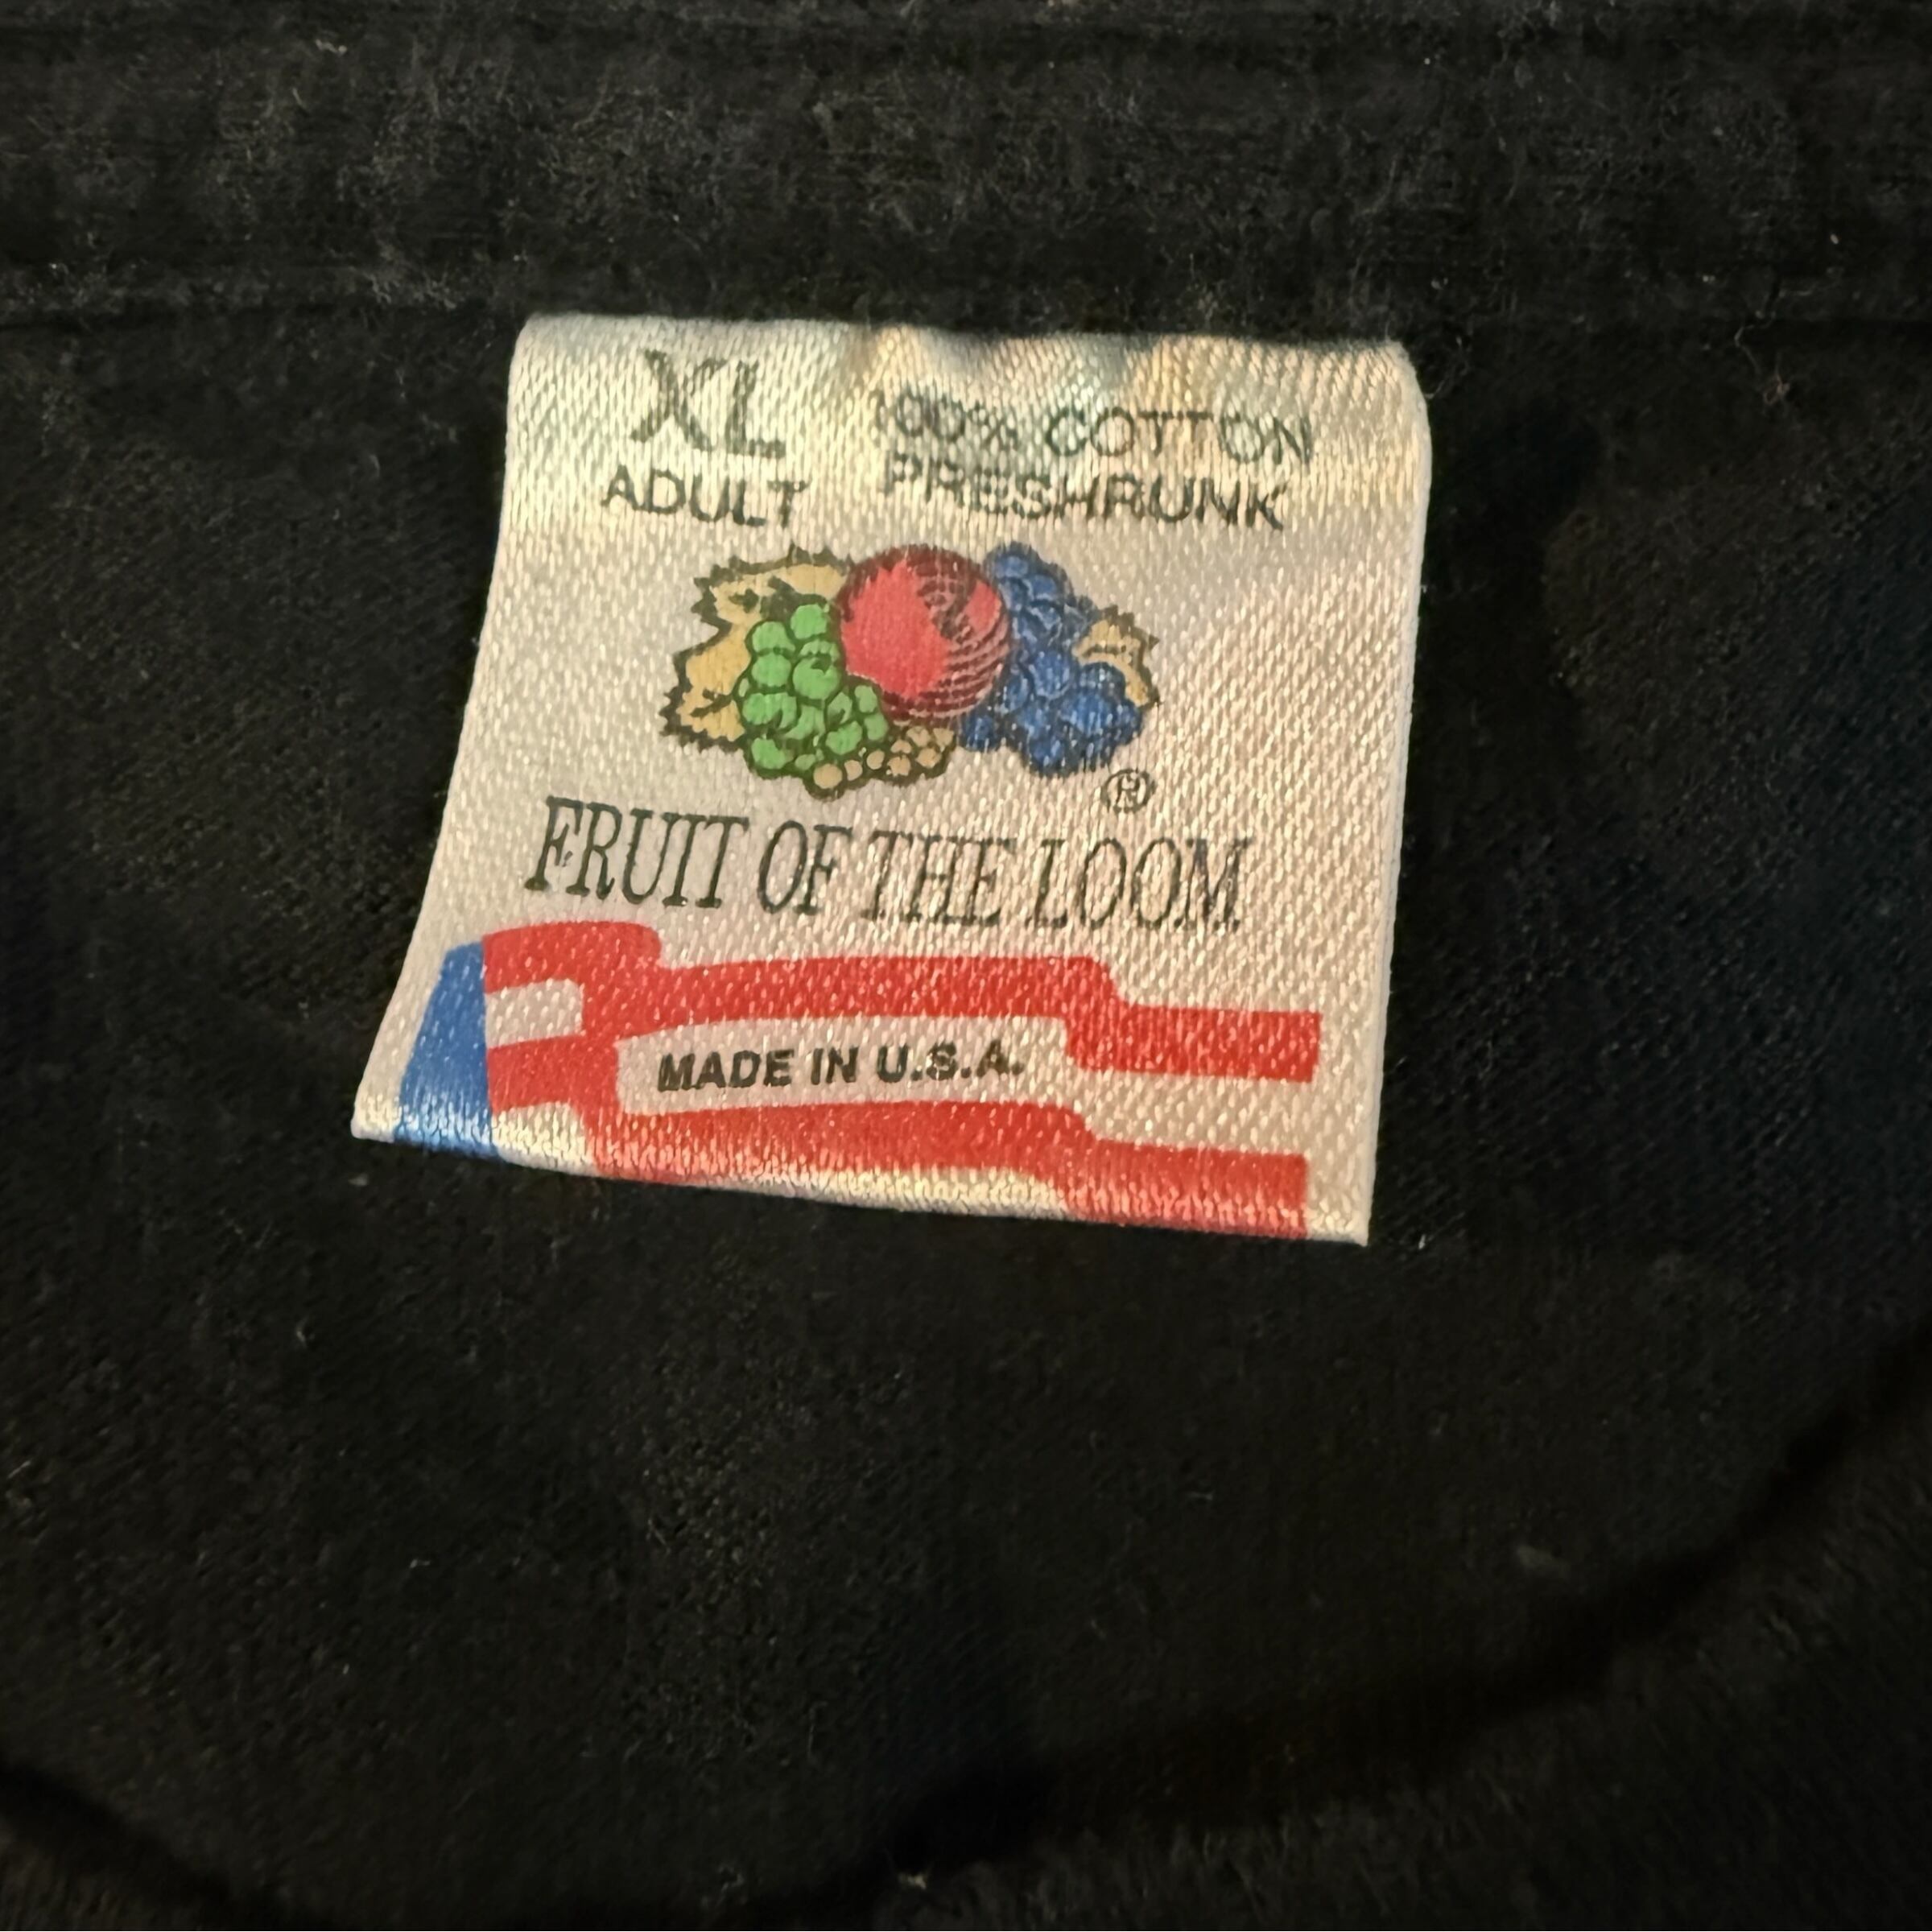 XL
ADULT
100% COTTON
PRESHRUNK
®
FRUIT OF THE LOOM
MADE IN U.S.A.